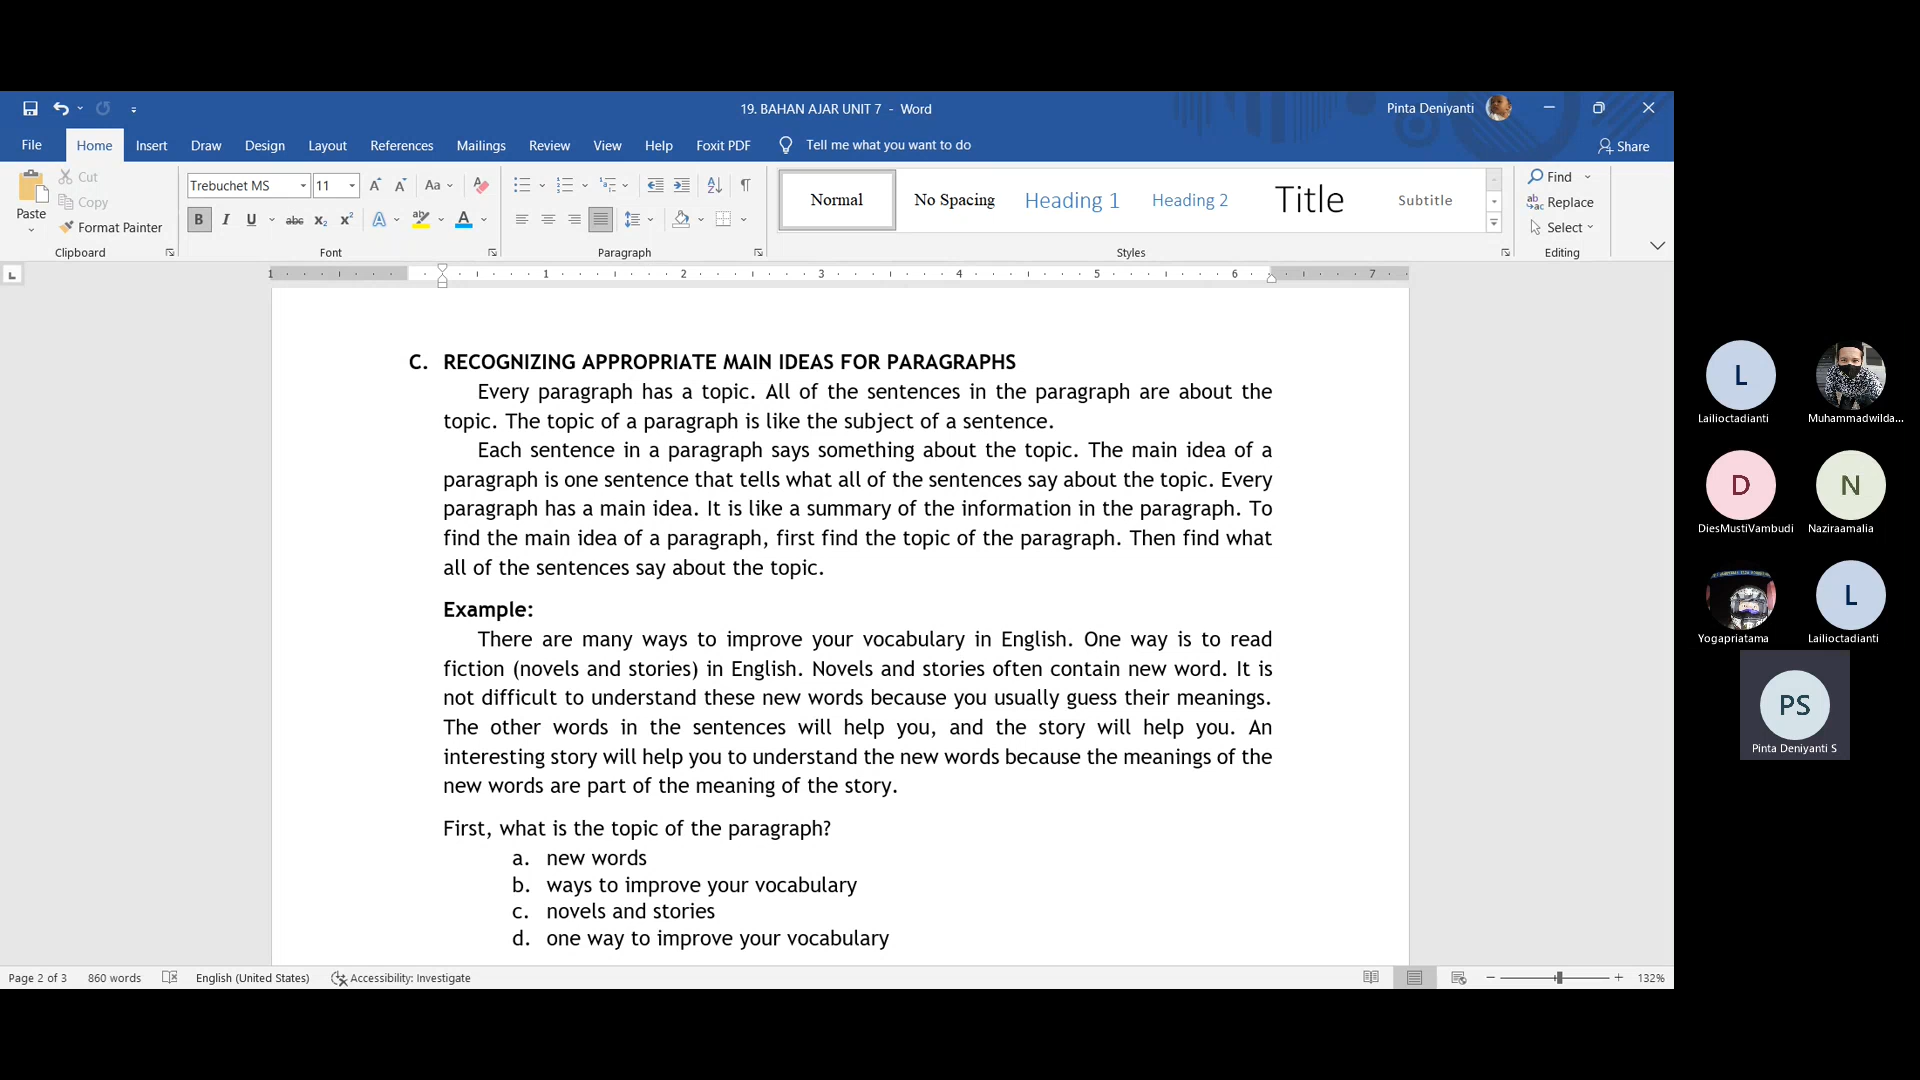 19. BAHAN AJAR UNIT 7 - Word
Pinta Deniyanti
File Home Insert Draw Design Layout References Mailings Review View Help Foxit PDF Tell me what you want to do Share
Paste
Cut
Copy
Format Painter
Clipboard
Trebuchet MS 11
Font
Paragraph
Normal No Spacing Heading 1 Heading 2 Title Subtitle
Styles
Find
Replace
Select
Editing
1 1 2 3 4 5 6 7
C. RECOGNIZING APPROPRIATE MAIN IDEAS FOR PARAGRAPHS
Every paragraph has a topic. All of the sentences in the paragraph are about the
topic. The topic of a paragraph is like the subject of a sentence.
Each sentence in a paragraph says something about the topic. The main idea of a
paragraph is one sentence that tells what all of the sentences say about the topic. Every
paragraph has a main idea. It is like a summary of the information in the paragraph. To
find the main idea of a paragraph, first find the topic of the paragraph. Then find what
all of the sentences say about the topic.
Example:
There are many ways to improve your vocabulary in English. One way is to read
fiction (novels and stories) in English. Novels and stories often contain new word. It is
not difficult to understand these new words because you usually guess their meanings.
The other words in the sentences will help you, and the story will help you. An
interesting story will help you to understand the new words because the meanings of the
new words are part of the meaning of the story.
First, what is the topic of the paragraph?
a. new words
b. ways to improve your vocabulary
c. novels and stories
d. one way to improve your vocabulary
Page 2 of 3 860 words English (United States) Accessibility: Investigate 132%
L
Lailioctadianti
Muhammadwilda...
D
DiesMustiVambudi
N
Naziraamalia
Yogapriatama
L
Lailioctadianti
PS
Pinta Deniyanti S